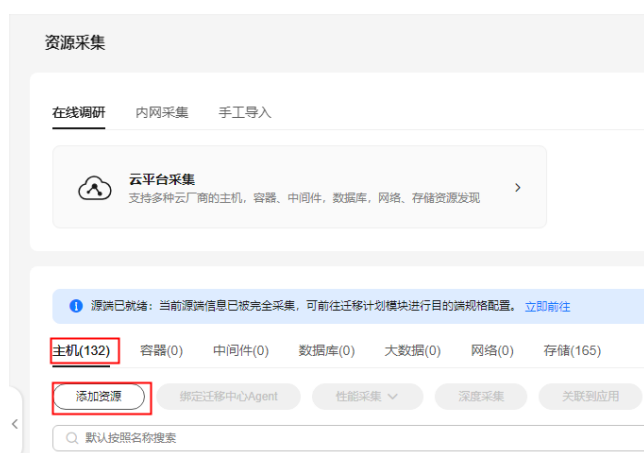 资源采集
在线调研 内网采集 手工导入
云平台采集
支持多种云厂商的主机，容器、中间件，数据库，网络、存储资源发现
源端已就绪：当前源端信息已被完全采集，可前往迁移计划模块进行目的端规格配置。 立即前往
主机(132) 容器(0) 中间件(0) 数据库(0) 大数据(0) 网络(0) 存储(165)
添加资源 绑定迁移中心Agent 性能采集 深度采集 关联到应用
默认按照名称搜索